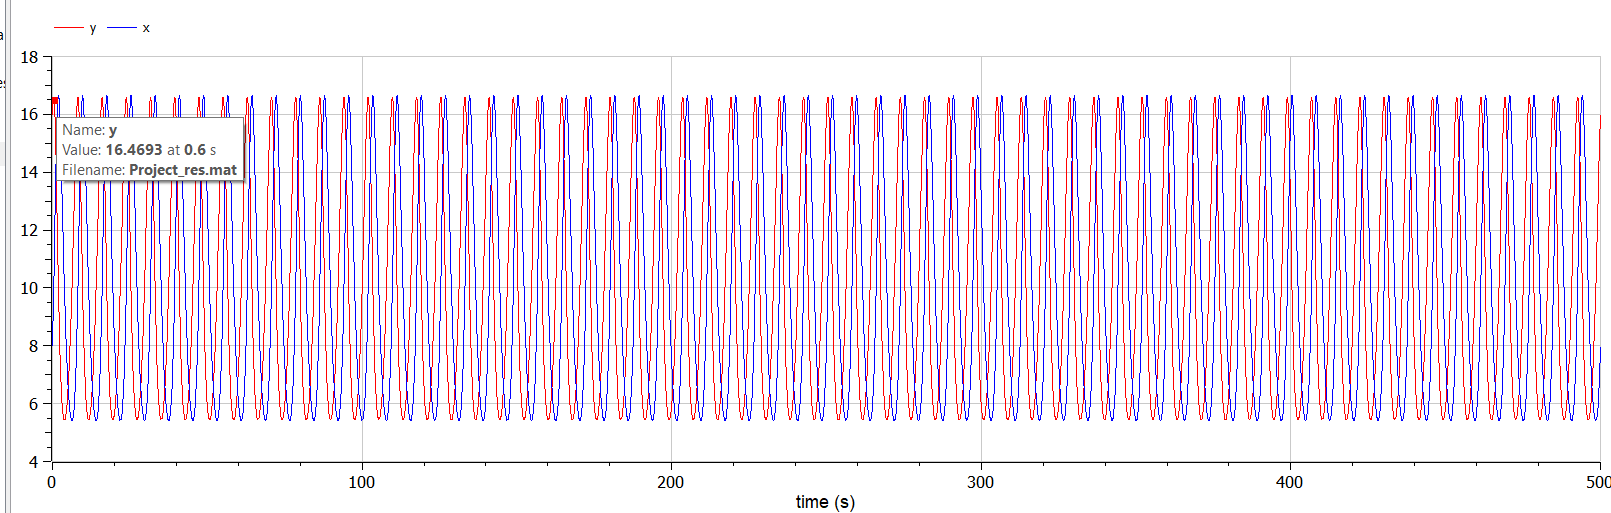 y x
a
es
18
16
14
12
10
8
6
4
Name: y
Value: 16.4693 at 0.6 s
Filename: Project_res.mat
0 100 200 300 400 500
time (s)